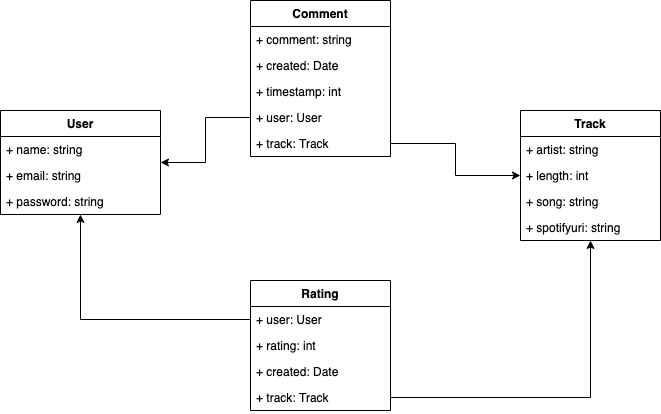 Comment
+ comment: string
+ created: Date
+ timestamp: int
+ user: User
+ track: Track
User
+ name: string
+ email: string
+ password: string
Track
+ artist: string
+ length: int
+ song: string
+ spotifyuri: string
Rating
+ user: User
+ rating: int
+ created: Date
+ track: Track